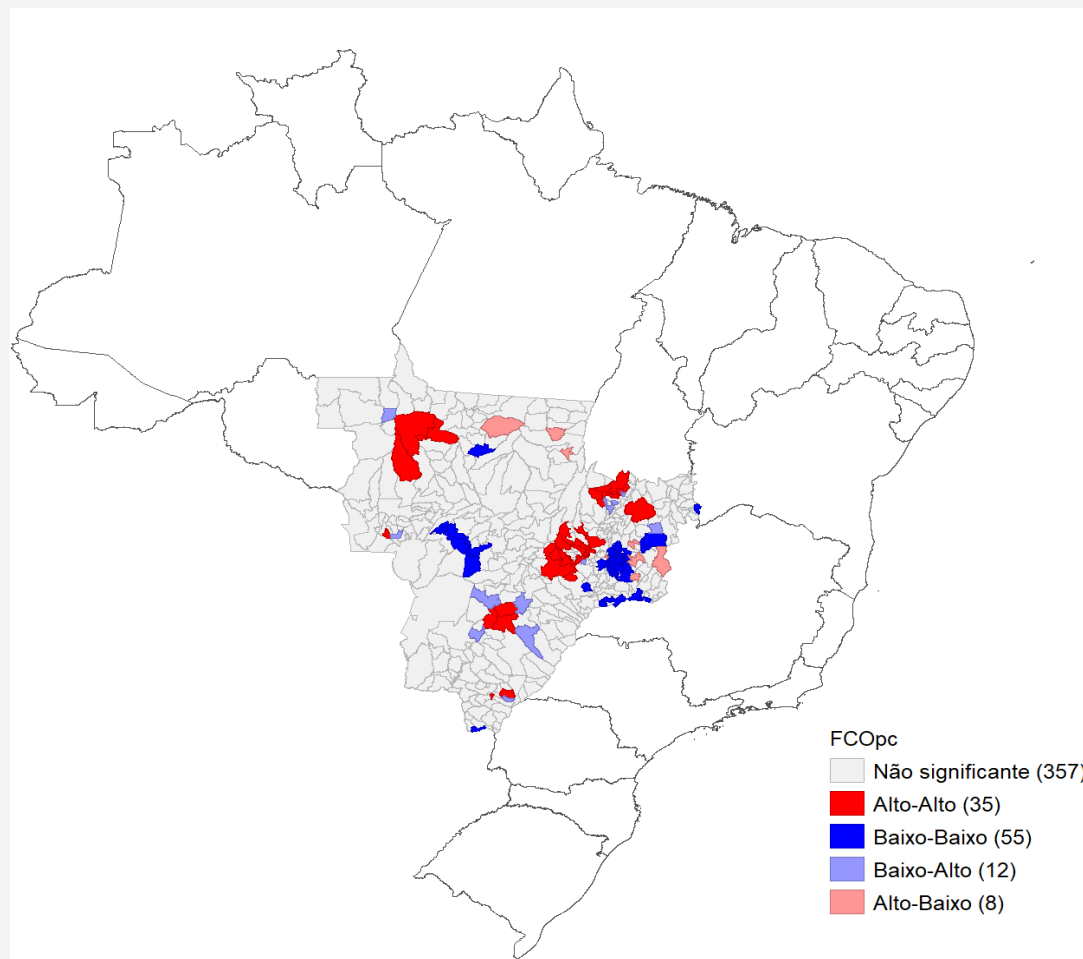 FCOpc
Não significante (357)
Alto-Alto (35)
Baixo-Baixo (55)
Baixo-Alto (12)
Alto-Baixo (8)